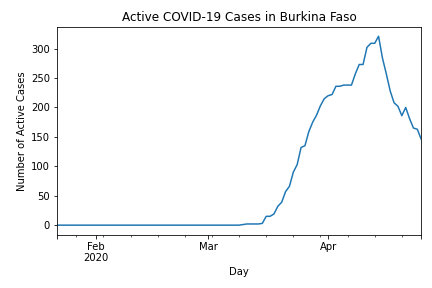 Active COVID-19 Cases in Burkina Faso
Number of Active Cases
300
250
200
150
100
50
0
Feb
2020
Mar
Apr
Day